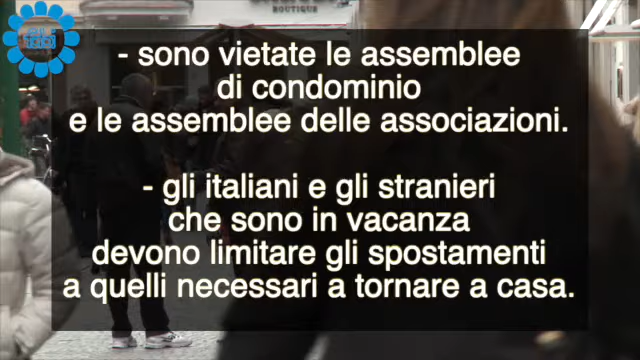 BOUTIQUE
- sono vietate le assemblee
di condominio
e le assemblee delle associazioni.
- gli italiani e gli stranieri
che sono in vacanza
devono limitare gli spostamenti
a quelli necessari a tornare a casa.